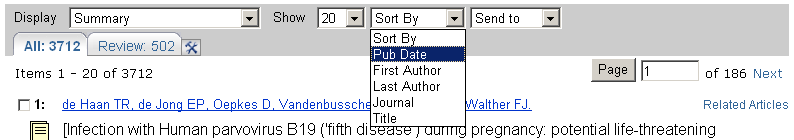 Display Summary Show 20 Sort By Send to
All: 3712 Review: 502
Sort By
Pub Date
First Author
Last Author
Journal
Title
Items 1 - 20 of 3712
Page 1 of 186 Next
1: de Haan TR, de Jong EP, Oepkes D, Vandenbussche Walther FJ.
Related Articles
[Infection with Human parvovirus B19 ('fifth disease') during pregnancy: potential life-threatening